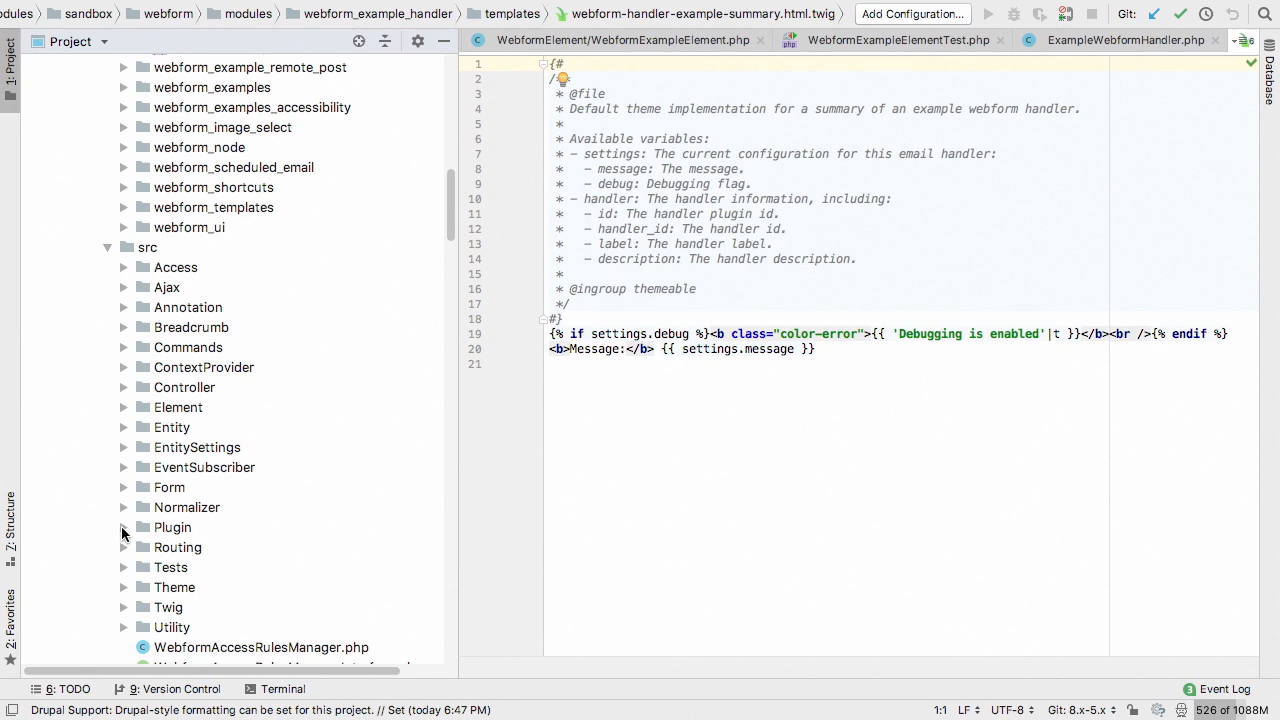 odules
sandbox
webform
modules
webform_example_handler
templates
webform-handler-example-summary.html.twig
Add Configuration...
Git:
1: Project
Project
WebformElement/WebformExampleElement.php
WebformExampleElementTest.php
ExampleWebformHandler.php
6
Database
webform_example_remote_post
webform_examples
webform_examples_accessibility
webform_image_select
webform_node
webform_scheduled_email
webform_shortcuts
webform_templates
webform_ui
src
Access
Ajax
Annotation
Breadcrumb
Commands
ContextProvider
Controller
Element
Entity
EntitySettings
EventSubscriber
Form
Normalizer
Plugin
Routing
Tests
Theme
Twig
Utility
WebformAccessRulesManager.php
7: Structure
2: Favorites
1 {#
2 /**
3 * @file
4 * Default theme implementation for a summary of an example webform handler.
5 *
6 * Available variables:
7 * - settings: The current configuration for this email handler:
8 *   - message: The message.
9 *   - debug: Debugging flag.
10 * - handler: The handler information, including:
11 *   - id: The handler plugin id.
12 *   - handler_id: The handler id.
13 *   - label: The handler label.
14 *   - description: The handler description.
15 *
16 * @ingroup themeable
17 */
18 #}
19 {% if settings.debug %}<b class="color-error">{{ 'Debugging is enabled'|t }}</b><br />{% endif %}
20 <b>Message:</b> {{ settings.message }}
21
6: TODO
9: Version Control
Terminal
3 Event Log
Drupal Support: Drupal-style formatting can be set for this project. // Set (today 6:47 PM)
1:1
LF
UTF-8
Git: 8.x-5.x
526 of 1088M